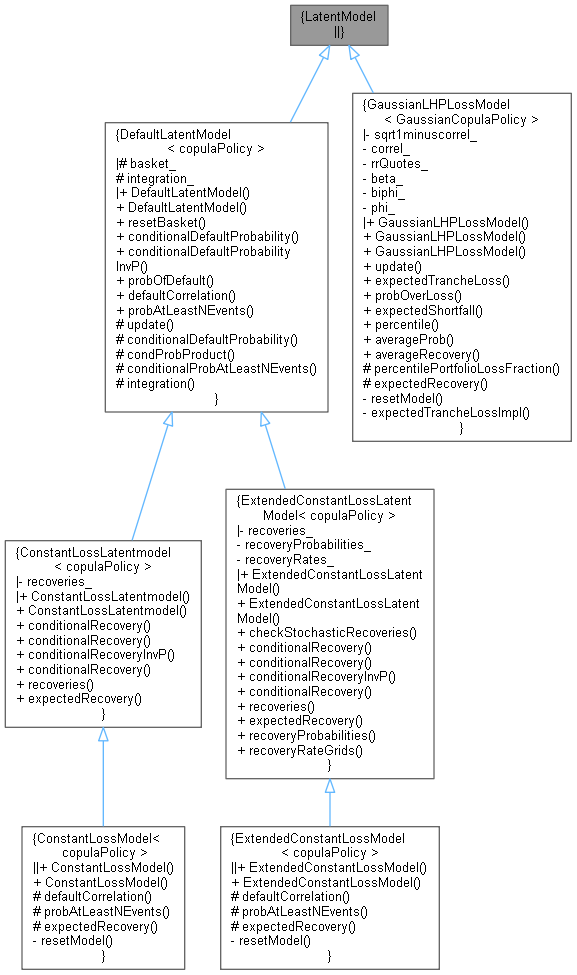 {LatentModel
||}
{DefaultLatentModel
< copulaPolicy >
|# basket_
# integration_
|+ DefaultLatentModel()
+ DefaultLatentModel()
+ resetBasket()
+ conditionalDefaultProbability()
+ conditionalDefaultProbability
InvP()
+ probOfDefault()
+ defaultCorrelation()
+ probAtLeastNEvents()
# update()
# conditionalDefaultProbability()
# condProbProduct()
# conditionalProbAtLeastNEvents()
# integration()
}
{GaussianLHPLossModel
< GaussianCopulaPolicy >
|- sqrt1minuscorrel_
- correl_
- rrQuotes_
- beta_
- biphi_
- phi_
|+ GaussianLHPLossModel()
+ GaussianLHPLossModel()
+ GaussianLHPLossModel()
+ update()
+ expectedTrancheLoss()
+ probOverLoss()
+ expectedShortfall()
+ percentile()
+ averageProb()
+ averageRecovery()
# percentilePortfolioLossFraction()
# expectedRecovery()
- resetModel()
- expectedTrancheLossImpl()
}
{ConstantLossLatentmodel
< copulaPolicy >
|- recoveries_
|+ ConstantLossLatentmodel()
+ ConstantLossLatentmodel()
+ conditionalRecovery()
+ conditionalRecovery()
+ conditionalRecoveryInvP()
+ conditionalRecovery()
+ recoveries()
+ expectedRecovery()
}
{ExtendedConstantLossLatent
Model< copulaPolicy >
|- recoveries_
- recoveryProbabilities_
- recoveryRates_
|+ ExtendedConstantLossLatent
Model()
+ ExtendedConstantLossLatent
Model()
+ checkStochasticRecoveries()
+ conditionalRecovery()
+ conditionalRecovery()
+ conditionalRecoveryInvP()
+ conditionalRecovery()
+ recoveries()
+ expectedRecovery()
+ recoveryProbabilities()
+ recoveryRateGrids()
}
{ConstantLossModel<
copulaPolicy >
||+ ConstantLossModel()
+ ConstantLossModel()
# defaultCorrelation()
# probAtLeastNEvents()
# expectedRecovery()
- resetModel()
}
{ExtendedConstantLossModel
< copulaPolicy >
||+ ExtendedConstantLossModel()
+ ExtendedConstantLossModel()
# defaultCorrelation()
# probAtLeastNEvents()
# expectedRecovery()
- resetModel()
}